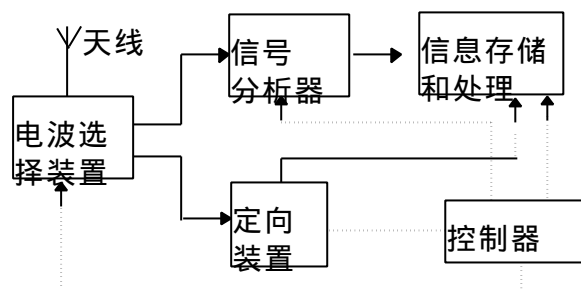 天线
信号
分析器
信息存储
和处理
电波选
择装置
定向
装置
控制器